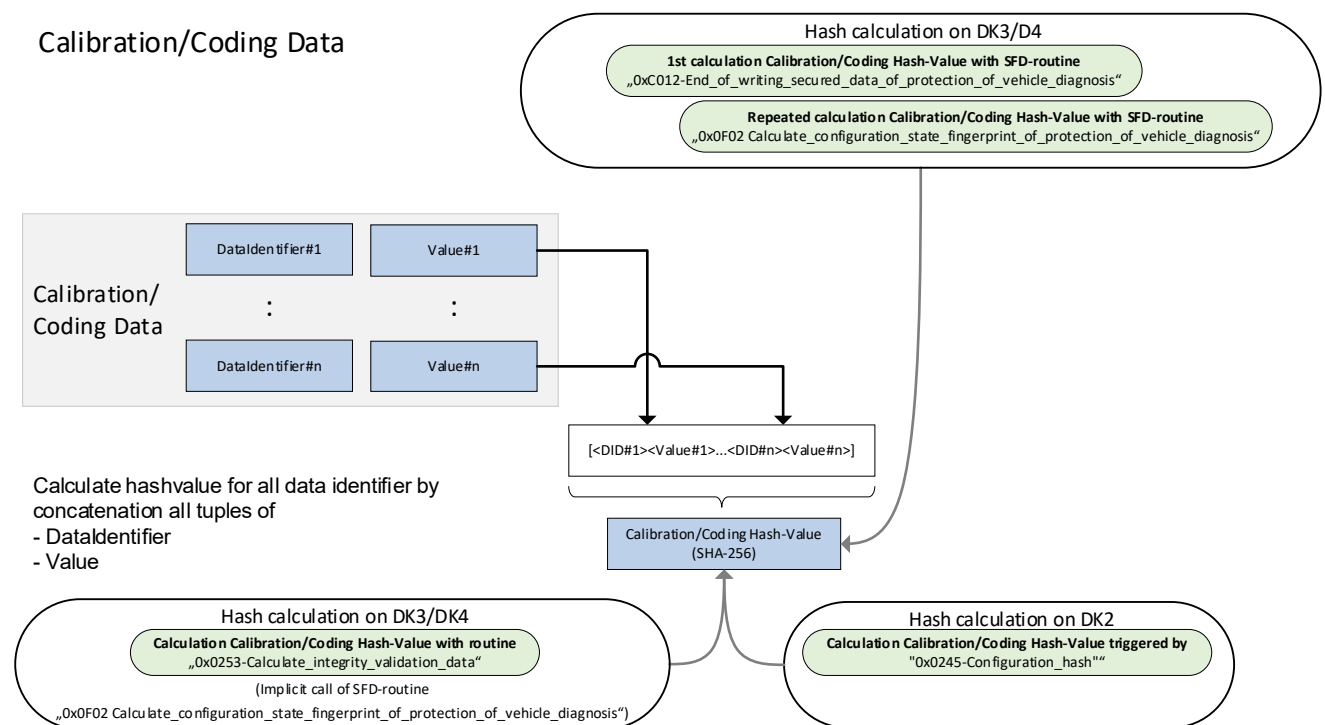 Calibration/Coding Data
Hash calculation on DK3/D4
1st calculation Calibration/Coding Hash-Value with SFD-routine
„0xC012-End_of_writing_secured_data_of_protection_of_vehicle_diagnosis“
Repeated calculation Calibration/Coding Hash-Value with SFD-routine
„0x0F02 Calculate_configuration_state_fingerprint_of_protection_of_vehicle_diagnosis“
Calibration/
Coding Data
DataIdentifier#1
Value#1
:
:
DataIdentifier#n
Value#n
[<DID#1><Value#1>...<DID#n><Value#n>]
Calculate hashvalue for all data identifier by
concatenation all tuples of
- DataIdentifier
- Value
Calibration/Coding Hash-Value
(SHA-256)
Hash calculation on DK3/DK4
Calculation Calibration/Coding Hash-Value with routine
„0x0253-Calculate_integrity_validation_data“
(Implicit call of SFD-routine
„0x0F02 Calculate_configuration_state_fingerprint_of_protection_of_vehicle_diagnosis“)
Hash calculation on DK2
Calculation Calibration/Coding Hash-Value triggered by
"0x0245-Configuration_hash"“